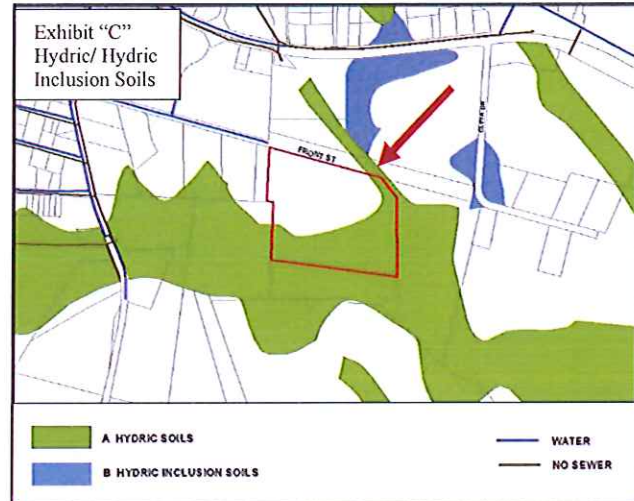 Exhibit “C”
Hydric/ Hydric
Inclusion Soils
FRONT ST
A HYDRIC SOILS
B HYDRIC INCLUSION SOILS
WATER
NO SEWER